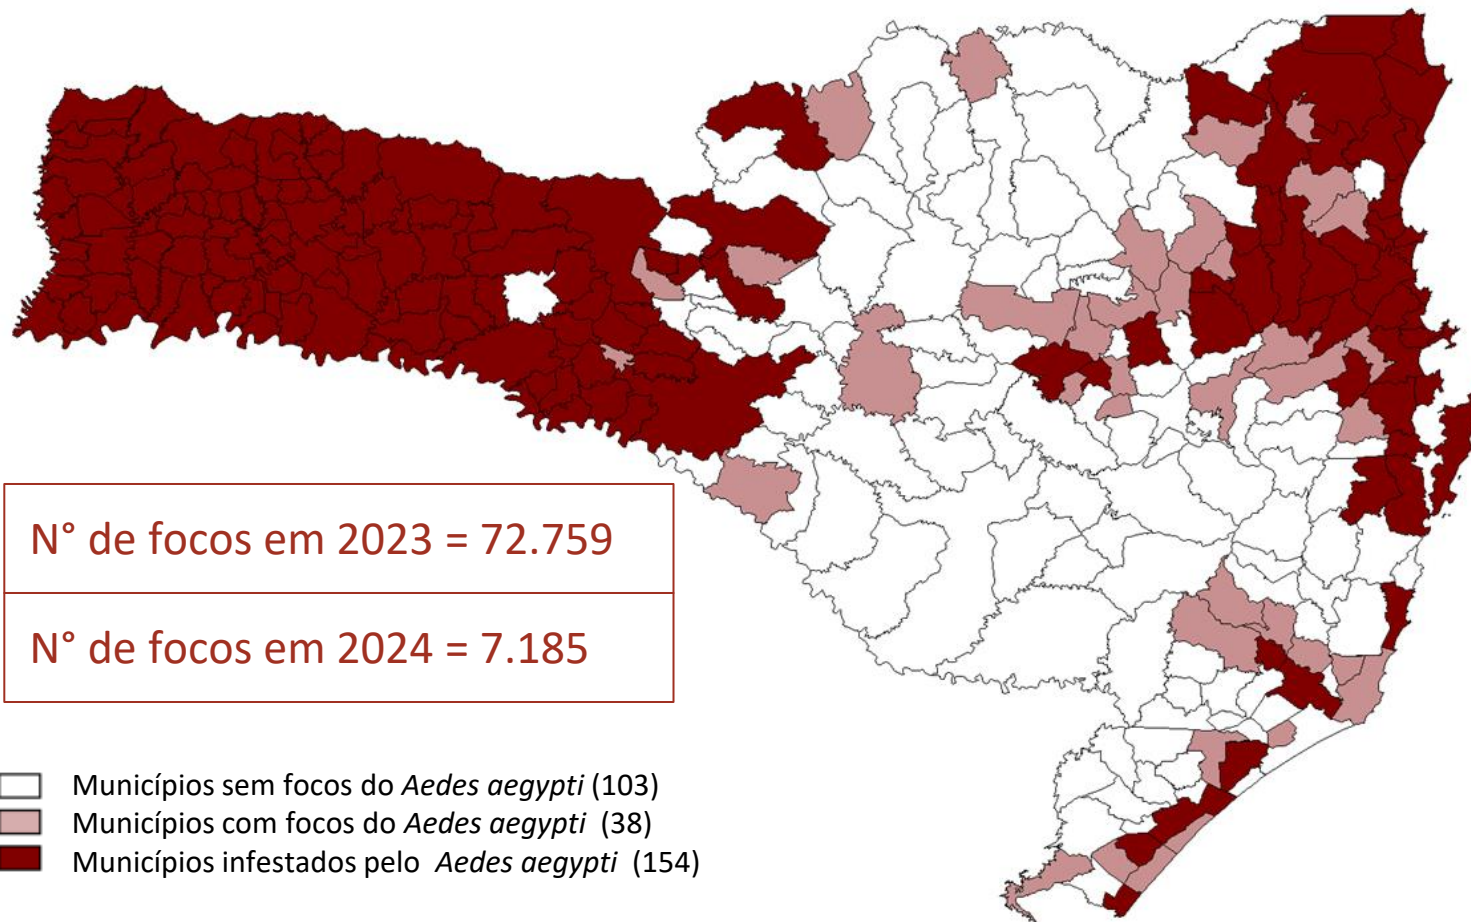 N° de focos em 2023 = 72.759
N° de focos em 2024 = 7.185
Municípios sem focos do Aedes aegypti (103)
Municípios com focos do Aedes aegypti (38)
Municípios infestados pelo Aedes aegypti (154)